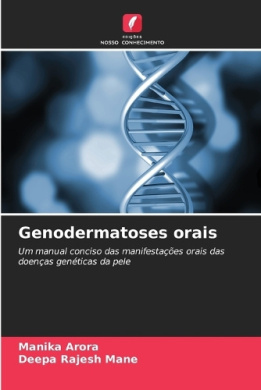 edições
NOSSO CONHECIMENTO
Genodermatoses orais
Um manual conciso das manifestações orais das
doenças genéticas da pele
Manika Arora
Deepa Rajesh Mane